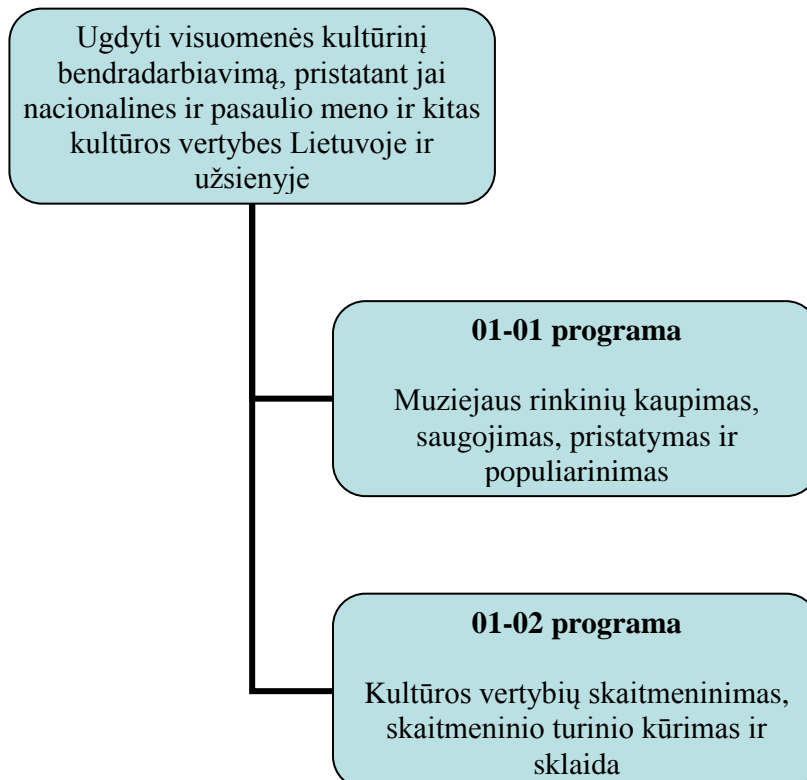 Ugdyti visuomenės kultūrinį
bendradarbiavimą, pristatant jai
nacionalines ir pasaulio meno ir kitas
kultūros vertybes Lietuvoje ir
užsienyje
01-01 programa
Muziejaus rinkinių kaupimas,
saugojimas, pristatymas ir
populiarinimas
01-02 programa
Kultūros vertybių skaitmeninimas,
skaitmeninio turinio kūrimas ir
sklaida